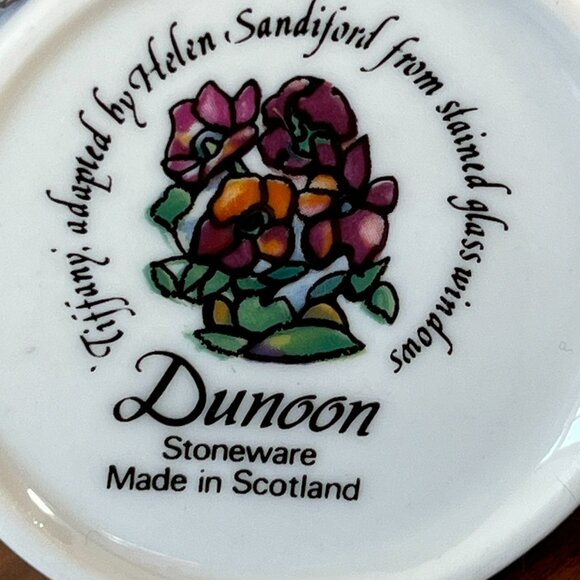 'Tiffany, adapted by Helen Sandiford from stained glass windows
Dunoon
Stoneware
Made in Scotland